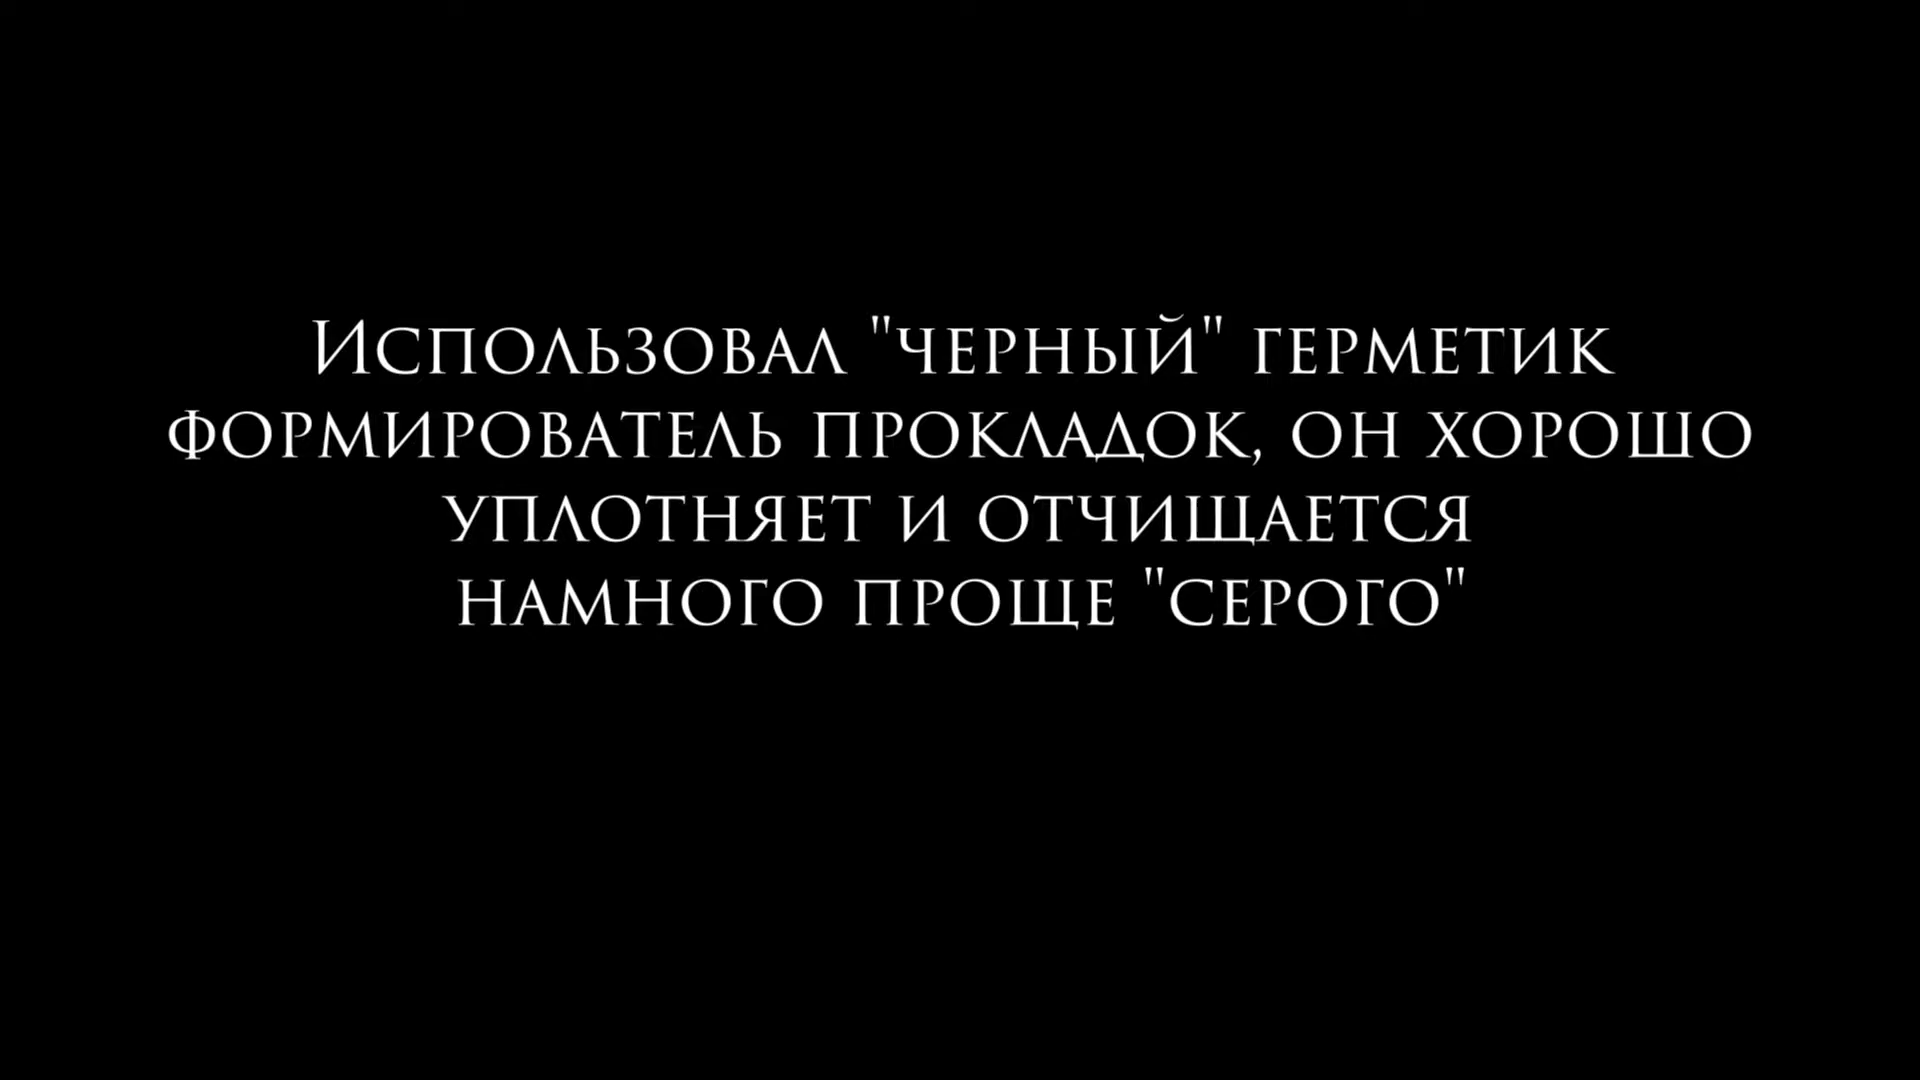 Использовал "черный" герметик
формирователь прокладок, он хорошо
уплотняет и отчищается
намного проще "серого"